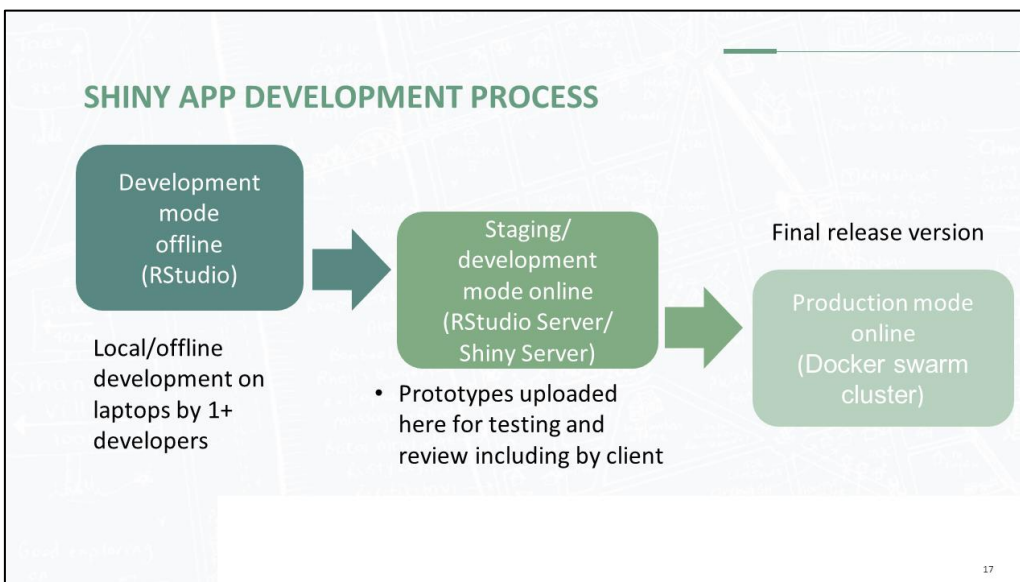 SHINY APP DEVELOPMENT PROCESS
Development
mode
offline
(RStudio)
Local/offline
development on
laptops by 1+
developers
Staging/
development
mode online
(RStudio Server/
Shiny Server)
• Prototypes uploaded
here for testing and
review including by client
Final release version
Production mode
online
(Docker swarm
cluster)
17